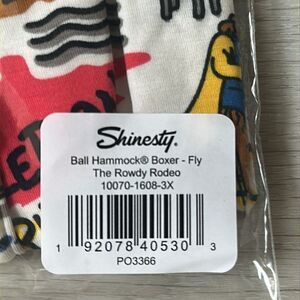 Shinesty.
Ball Hammock® Boxer - Fly
The Rowdy Rodeo
10070-1608-3X
1 92078 40530 3
PO3366